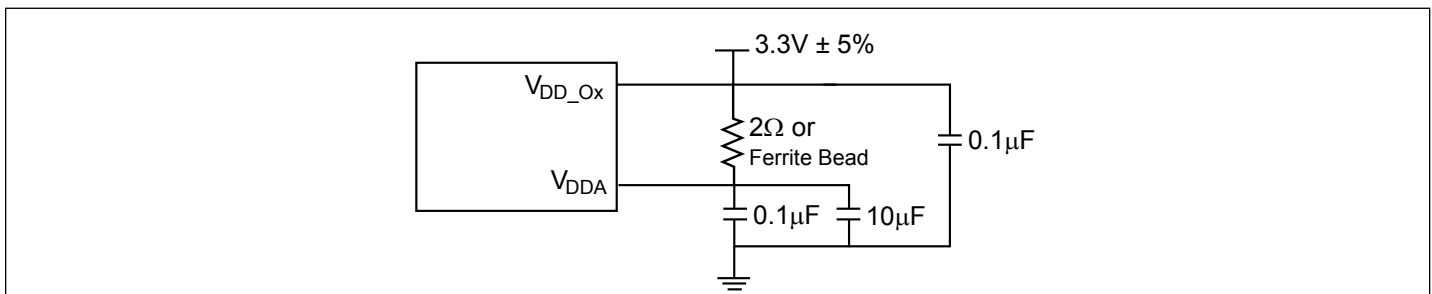 3.3V ± 5%
V_DD_Ox
2Ω or
Ferrite Bead
0.1µF
V_DDA
0.1µF
10µF